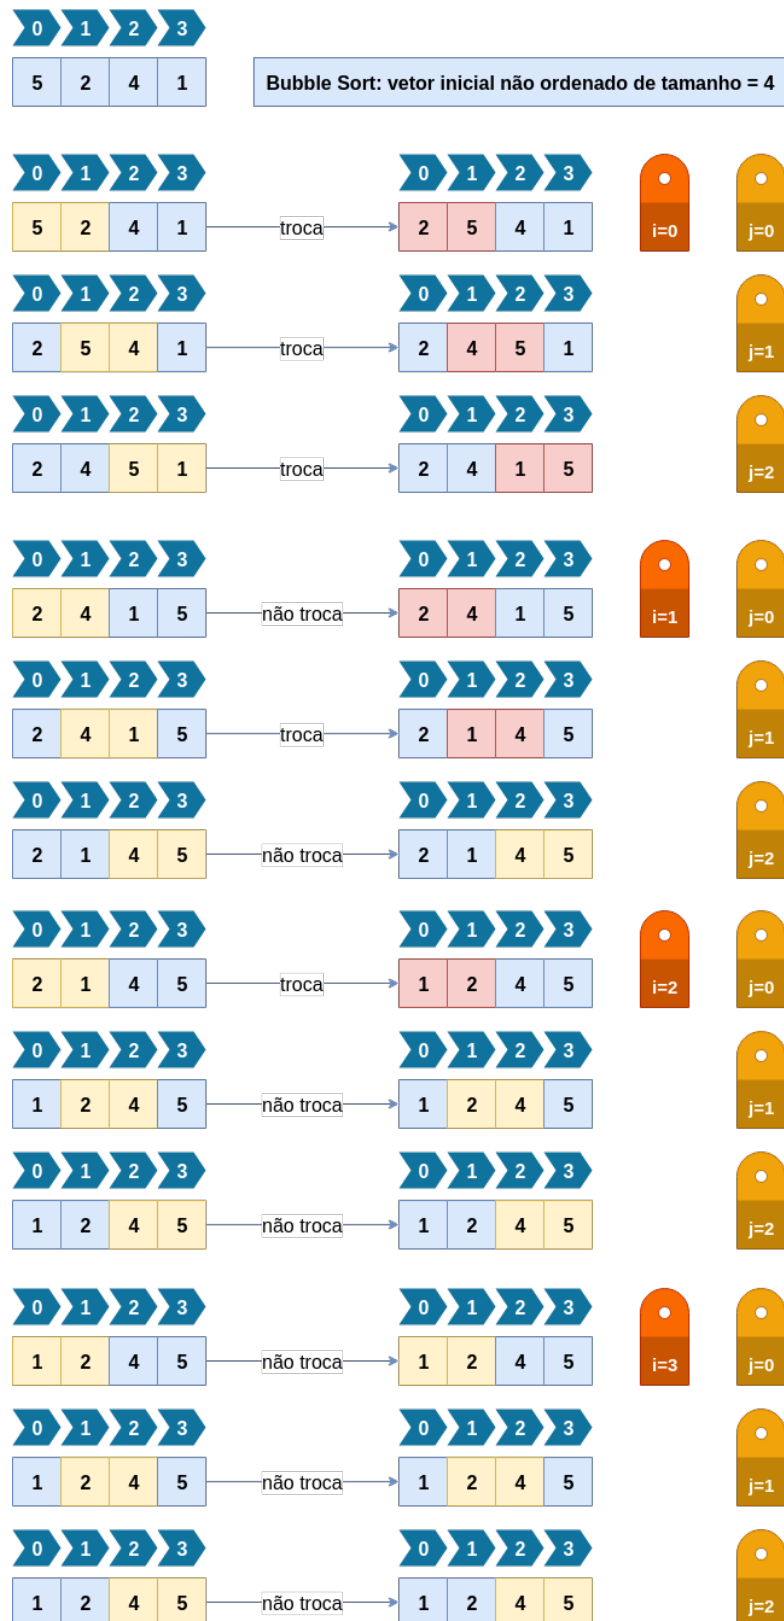 0 1 2 3
5 2 4 1
Bubble Sort: vetor inicial não ordenado de tamanho = 4
0 1 2 3 0 1 2 3
5 2 4 1 troca 2 5 4 1 i=0 j=0
0 1 2 3 0 1 2 3
2 5 4 1 troca 2 4 5 1 j=1
0 1 2 3 0 1 2 3
2 4 5 1 troca 2 4 1 5 j=2
0 1 2 3 0 1 2 3
2 4 1 5 não troca 2 4 1 5 i=1 j=0
0 1 2 3 0 1 2 3
2 4 1 5 troca 2 1 4 5 j=1
0 1 2 3 0 1 2 3
2 1 4 5 não troca 2 1 4 5 j=2
0 1 2 3 0 1 2 3
2 1 4 5 troca 1 2 4 5 i=2 j=0
0 1 2 3 0 1 2 3
1 2 4 5 não troca 1 2 4 5 j=1
0 1 2 3 0 1 2 3
1 2 4 5 não troca 1 2 4 5 j=2
0 1 2 3 0 1 2 3
1 2 4 5 não troca 1 2 4 5 i=3 j=0
0 1 2 3 0 1 2 3
1 2 4 5 não troca 1 2 4 5 j=1
0 1 2 3 0 1 2 3
1 2 4 5 não troca 1 2 4 5 j=2